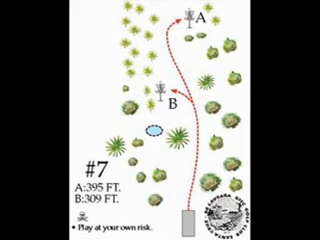 A
B
#7
A:395 FT.
B:309 FT.
• Play at your own risk.